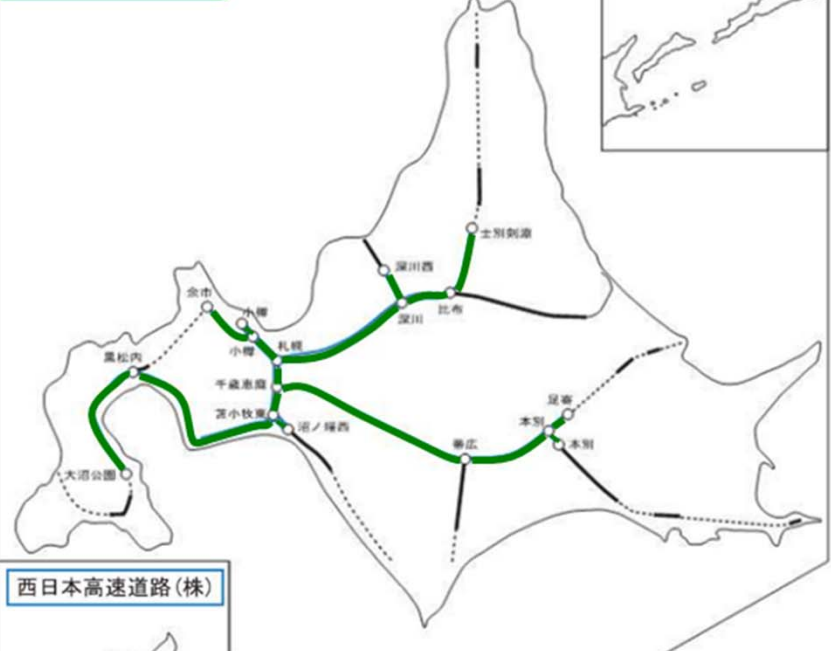 士別剣淵
深川西
余市
小樽
深川
比布
小樽
札幌
黒松内
千歳恵庭
足寄
苫小牧東
沼ノ端西
本別
本別
帯広
大沼公園
西日本高速道路(株)